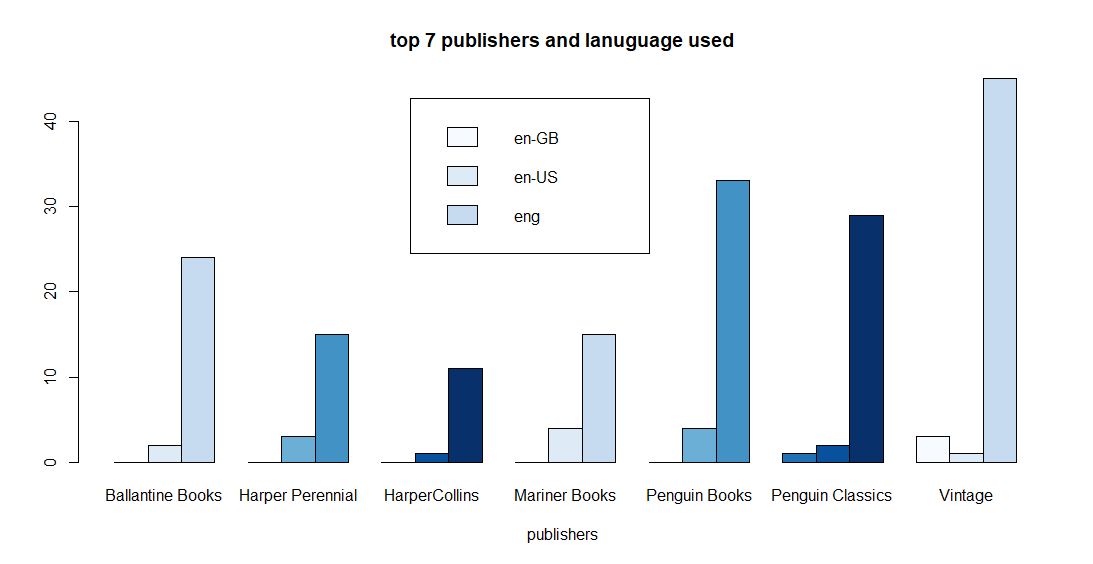 top 7 publishers and lanuguage used
en-GB
en-US
eng
40
30
20
10
0
Ballantine Books Harper Perennial HarperCollins Mariner Books Penguin Books Penguin Classics Vintage
publishers